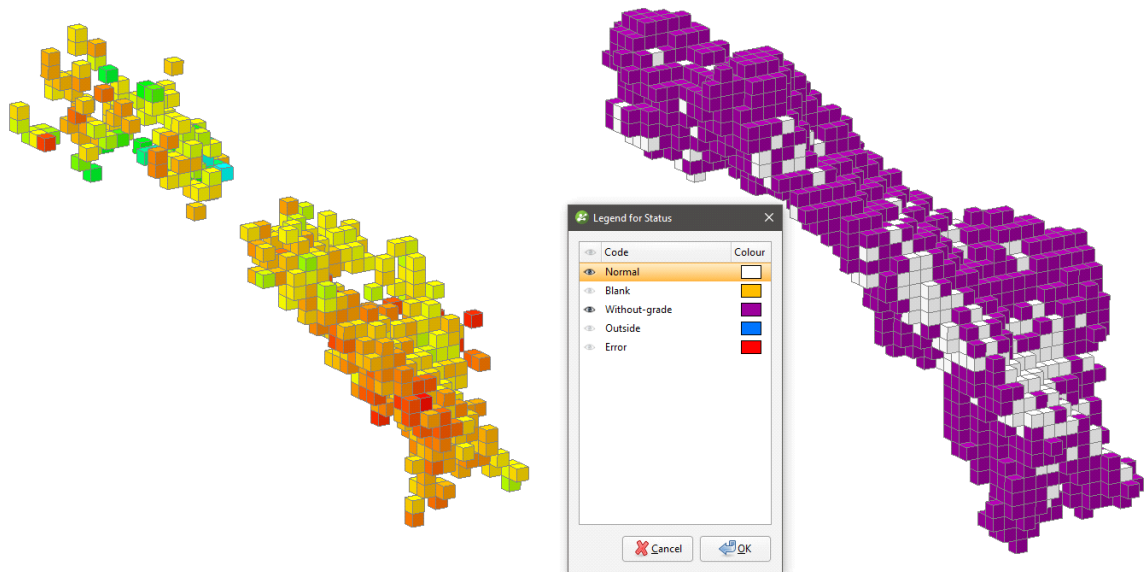 Legend for Status
Code Colour
Normal
Blank
Without-grade
Outside
Error
Cancel OK